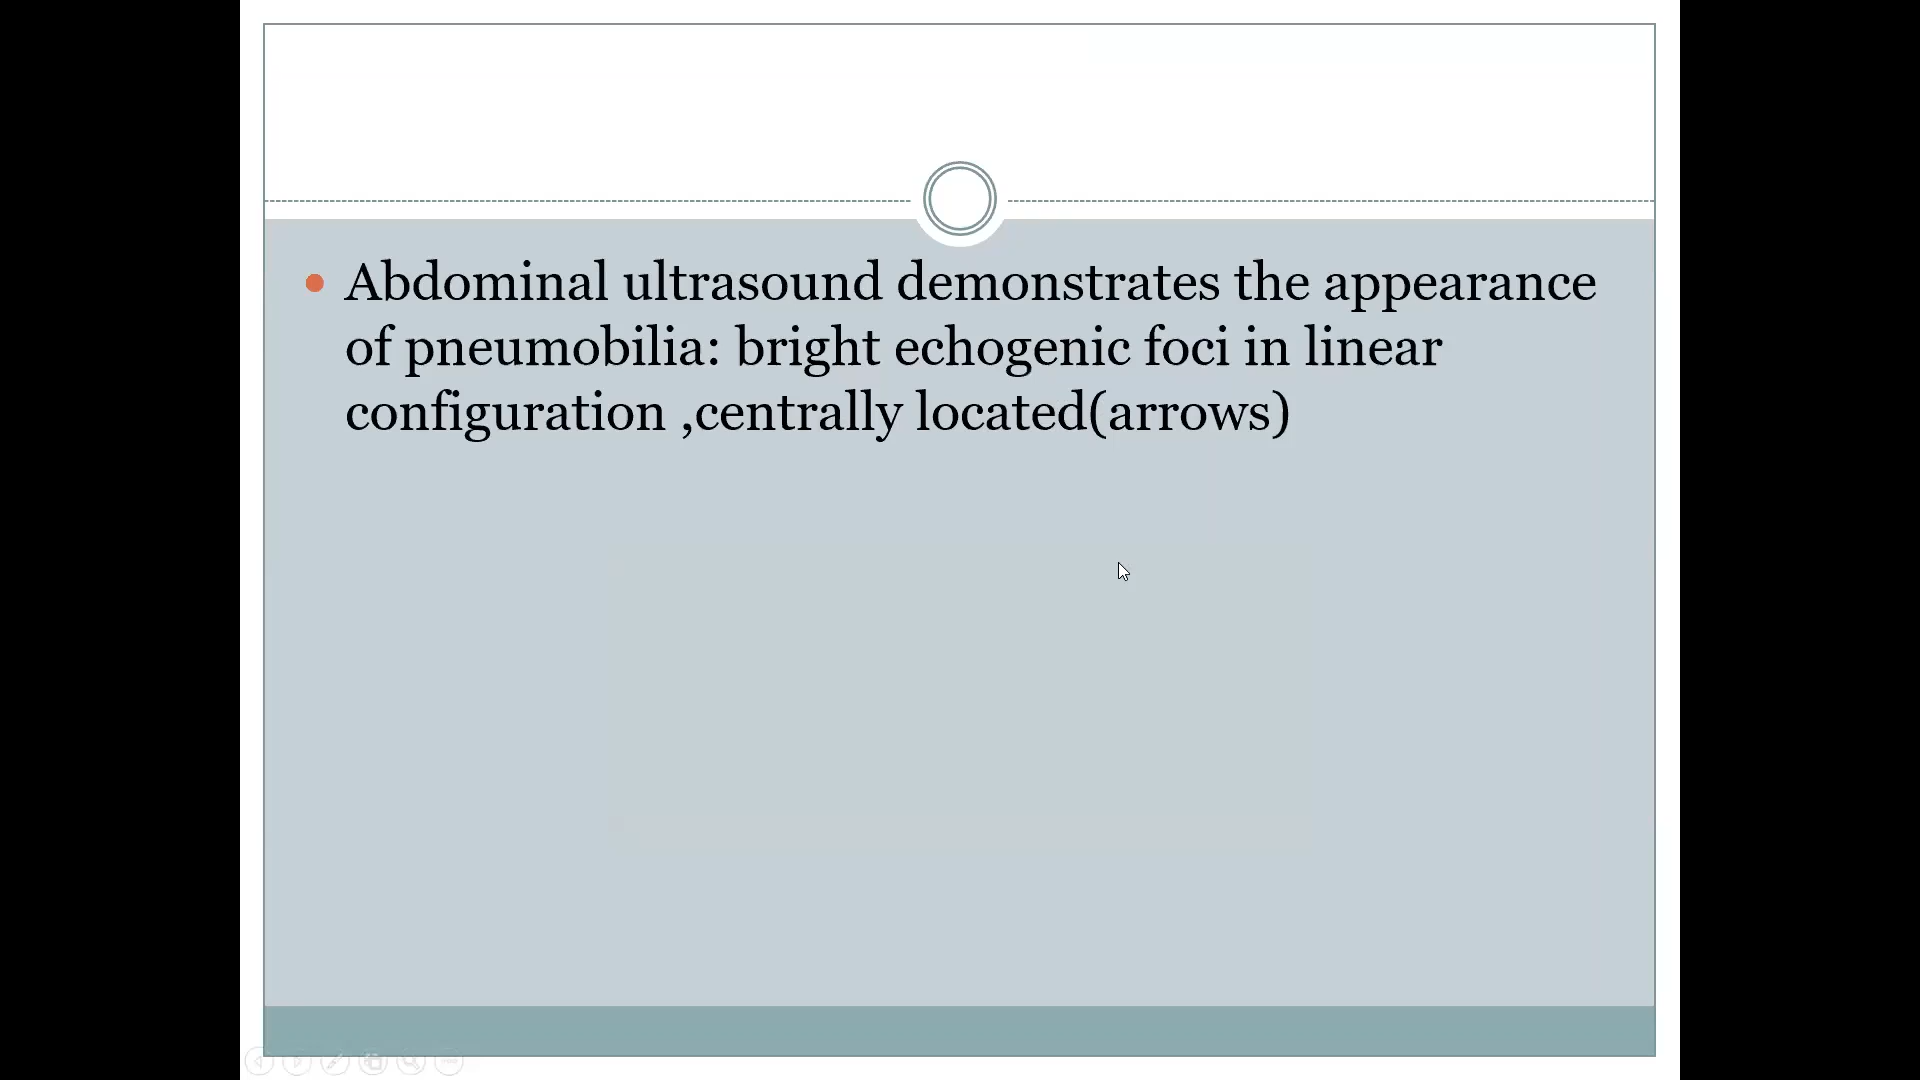 Abdominal ultrasound demonstrates the appearance
of pneumobilia: bright echogenic foci in linear
configuration ,centrally located(arrows)